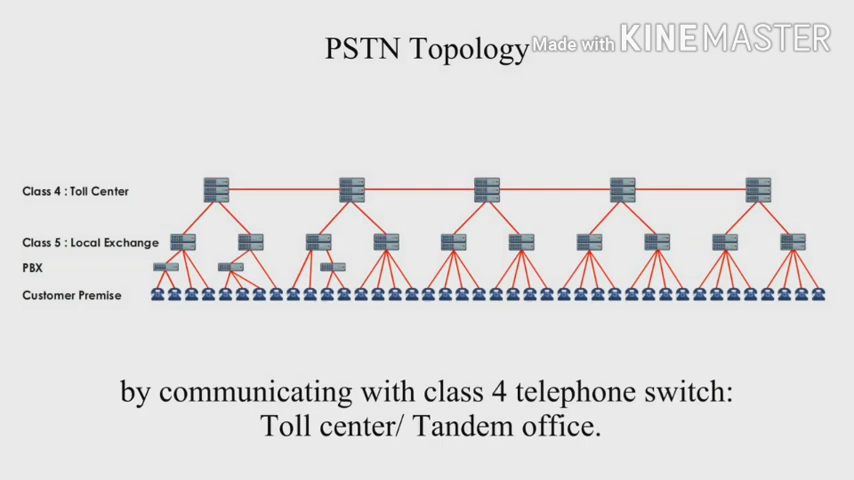 PSTN Topology
Made with KINEMASTER
Class 4 : Toll Center
Class 5 : Local Exchange
PBX
Customer Premise
by communicating with class 4 telephone switch:
Toll center/ Tandem office.